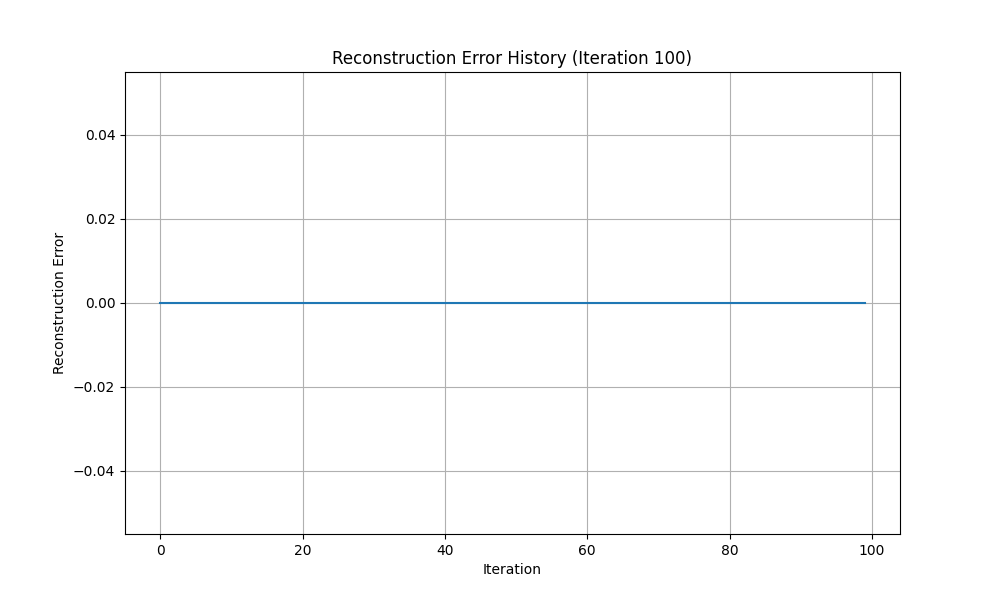 Reconstruction Error History (Iteration 100)
0.04
0.02
0.00
−0.02
−0.04
Reconstruction Error
0 20 40 60 80 100
Iteration